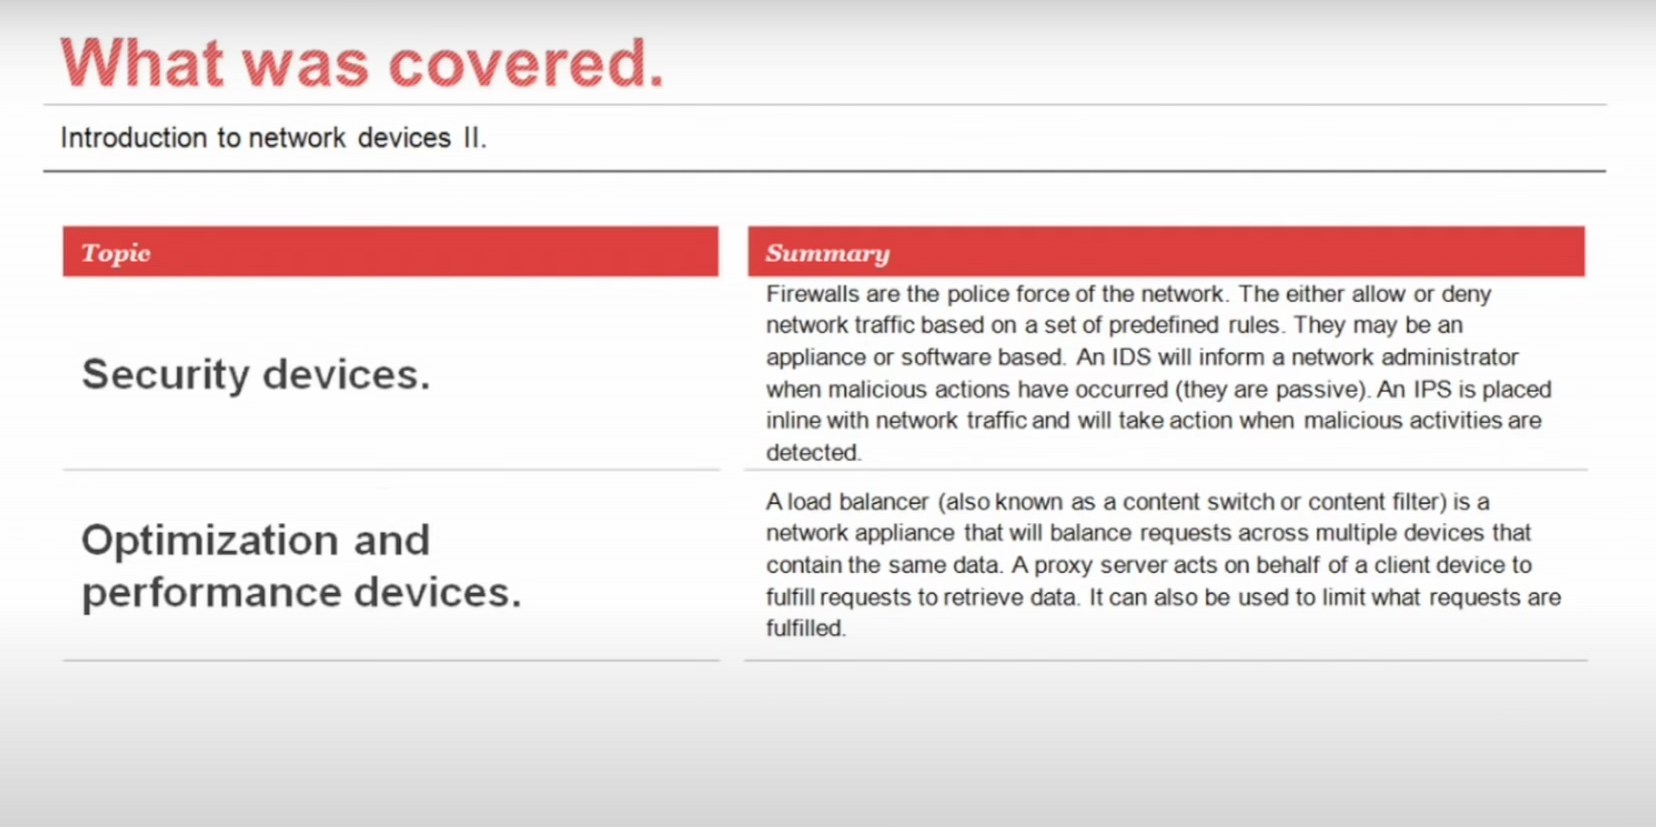 What was covered.
Introduction to network devices II.
Topic
Summary
Security devices.
Firewalls are the police force of the network. The either allow or deny
network traffic based on a set of predefined rules. They may be an
appliance or software based. An IDS will inform a network administrator
when malicious actions have occurred (they are passive). An IPS is placed
inline with network traffic and will take action when malicious activities are
detected.
Optimization and
performance devices.
A load balancer (also known as a content switch or content filter) is a
network appliance that will balance requests across multiple devices that
contain the same data. A proxy server acts on behalf of a client device to
fulfill requests to retrieve data. It can also be used to limit what requests are
fulfilled.